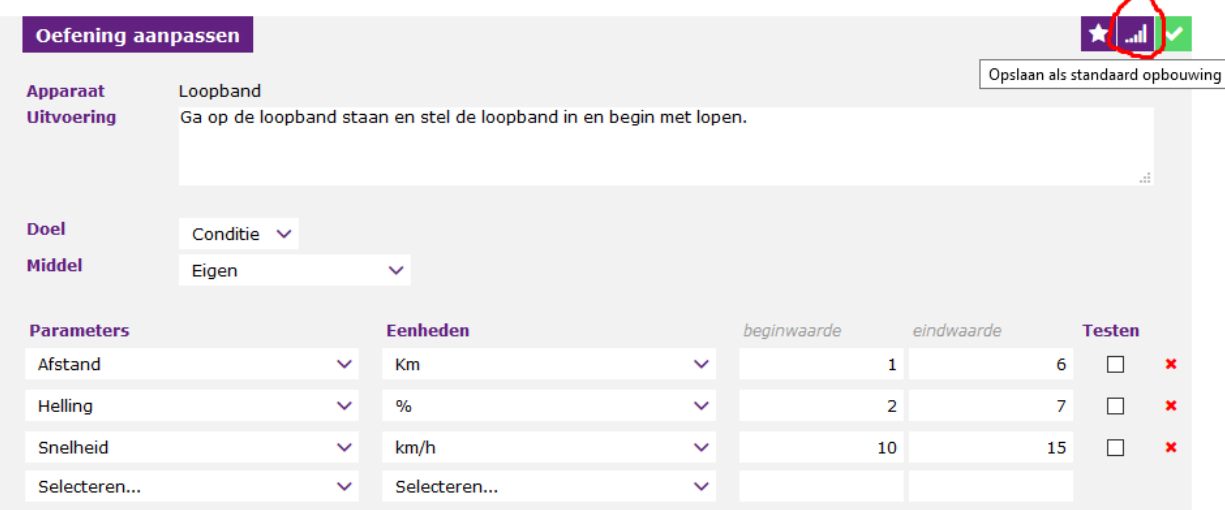 Oefening aanpassen
Opslaan als standaard opbouwing
Apparaat Loopband
Uitvoering Ga op de loopband staan en stel de loopband in en begin met lopen.
Doel Conditie
Middel Eigen
Parameters Eenheden beginwaarde eindwaarde Testen
Afstand Km 1 6
Helling % 2 7
Snelheid km/h 10 15
Selecteren... Selecteren...